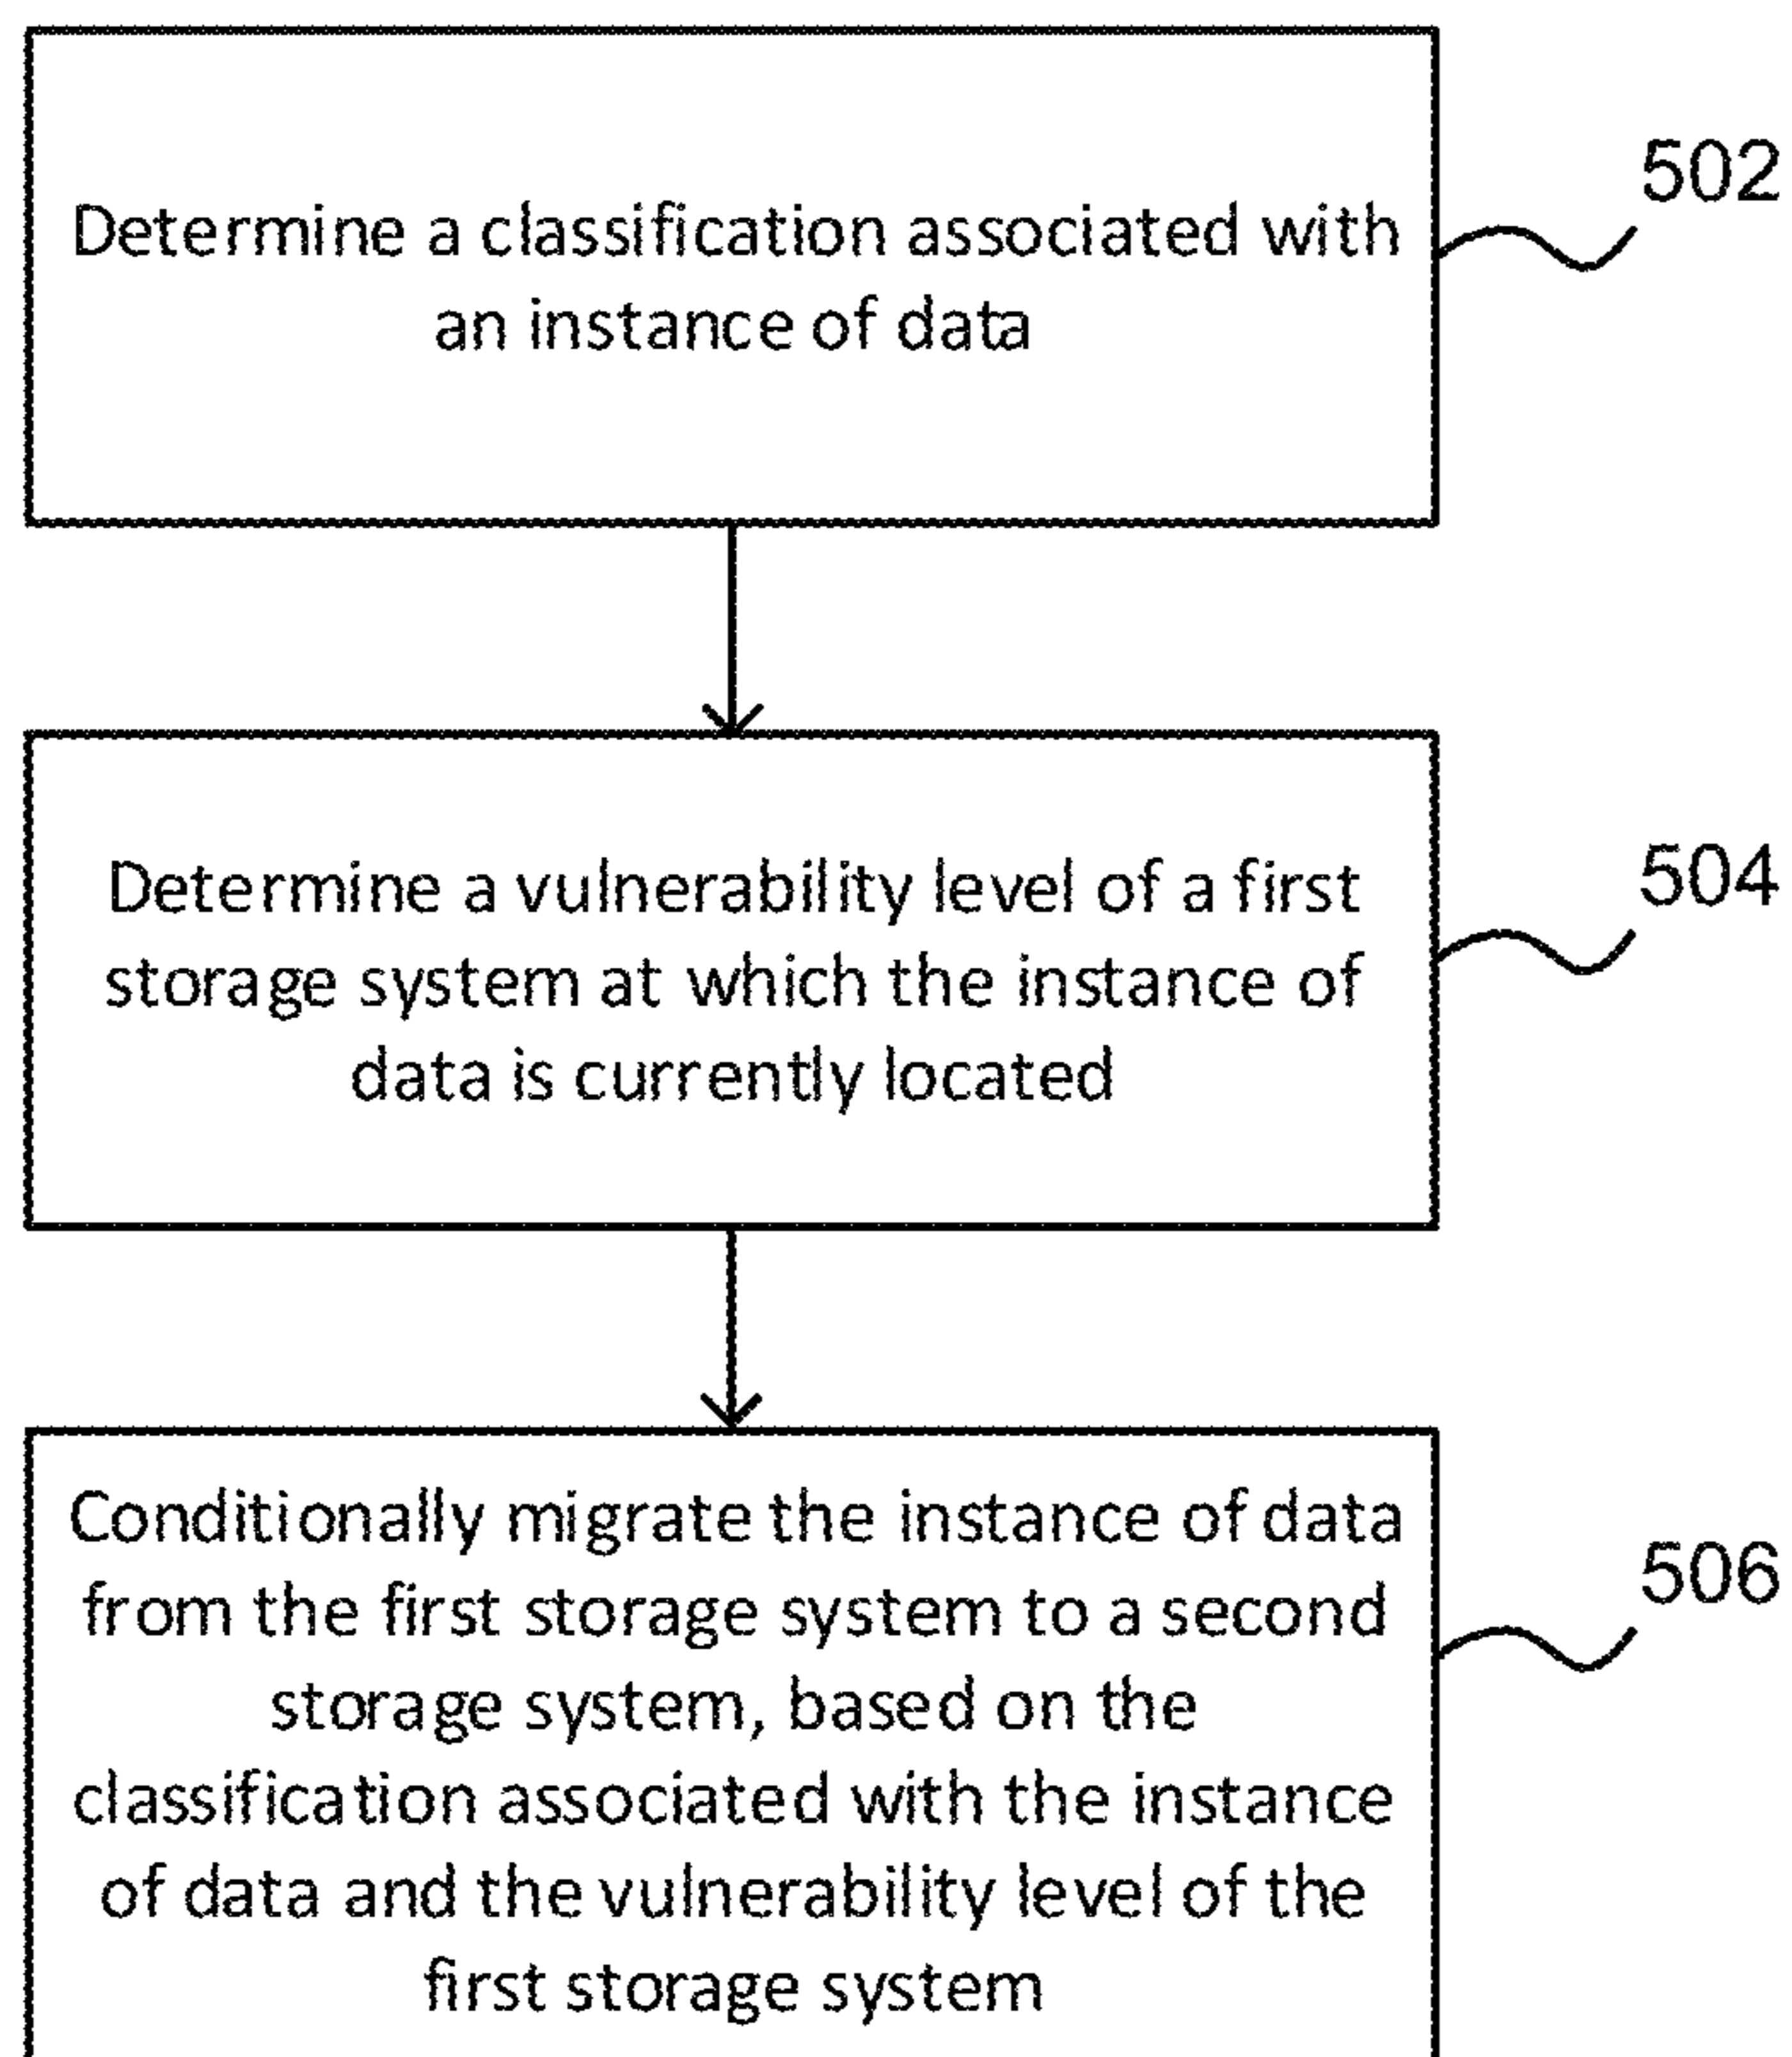 Determine a classification associated with
an instance of data
502
Determine a vulnerability level of a first
storage system at which the instance of
data is currently located
504
Conditionally migrate the instance of data
from the first storage system to a second
storage system, based on the
classification associated with the instance
of data and the vulnerability level of the
first storage system
506